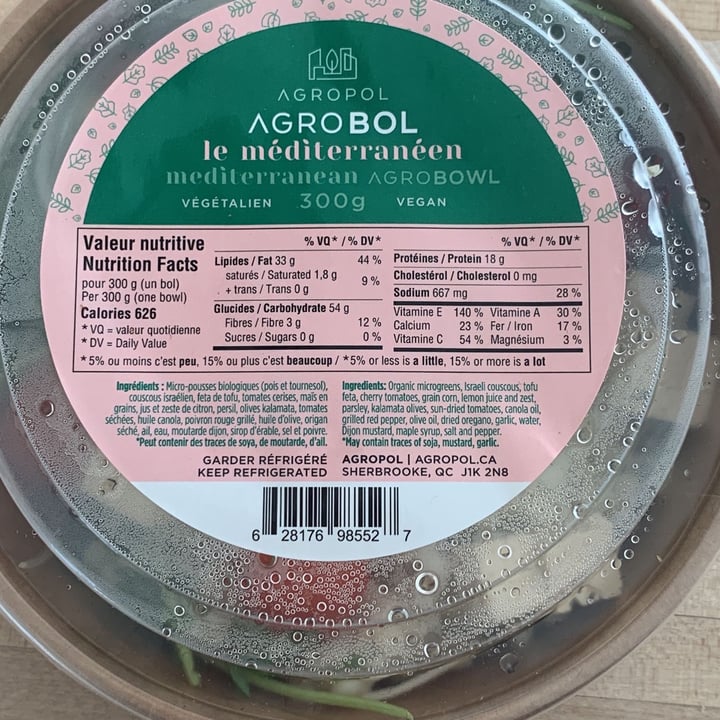 AGROPOL
AGROBOL
le méditerranéen
mediterranean AGROBOWL
VÉGÉTALIEN 300g VEGAN
Valeur nutritive
Nutrition Facts
pour 300 g (un bol)
Per 300 g (one bowl)
Calories 626
* VQ = valeur quotidienne
* DV = Daily Value
% VQ* / % DV*
Lipides / Fat 33 g 44 %
saturés / Saturated 1,8 g
+ trans / Trans 0 g 9 %
Glucides / Carbohydrate 54 g
Fibres / Fibre 3 g 12 %
Sucres / Sugars 0 g 0 %
% VQ* / % DV*
Protéines / Protein 18 g
Cholestérol / Cholesterol 0 mg
Sodium 667 mg 28 %
Vitamine E 140 % Vitamine A 30 %
Calcium 23 % Fer / Iron 17 %
Vitamine C 54 % Magnésium 3 %
*5% ou moins c'est peu, 15% ou plus c'est beaucoup / *5% or less is a little, 15% or more is a lot
Ingrédients : Micro-pousses biologiques (pois et tournesol),
couscous israélien, feta de tofu, tomates cerises, maïs en
grains, jus et zeste de citron, persil, olives kalamata, tomates
séchées, huile canola, poivron rouge grillé, huile d'olive, origan
séché, ail, eau, moutarde dijon, sirop d'érable, sel et poivre.
*Peut contenir des traces de soya, de moutarde, d'ail.
Ingredients: Organic microgreens, Israeli couscous, tofu
feta, cherry tomatoes, grain corn, lemon juice and zest,
parsley, kalamata olives, sun-dried tomatoes, canola oil,
grilled red pepper, olive oil, dried oregano, garlic, water,
Dijon mustard, maple syrup, salt and pepper.
*May contain traces of soja, mustard, garlic.
GARDER RÉFRIGÉRÉ
KEEP REFRIGERATED
AGROPOL | AGROPOL.CA
SHERBROOKE, QC J1K 2N8
6 28176 98552 7